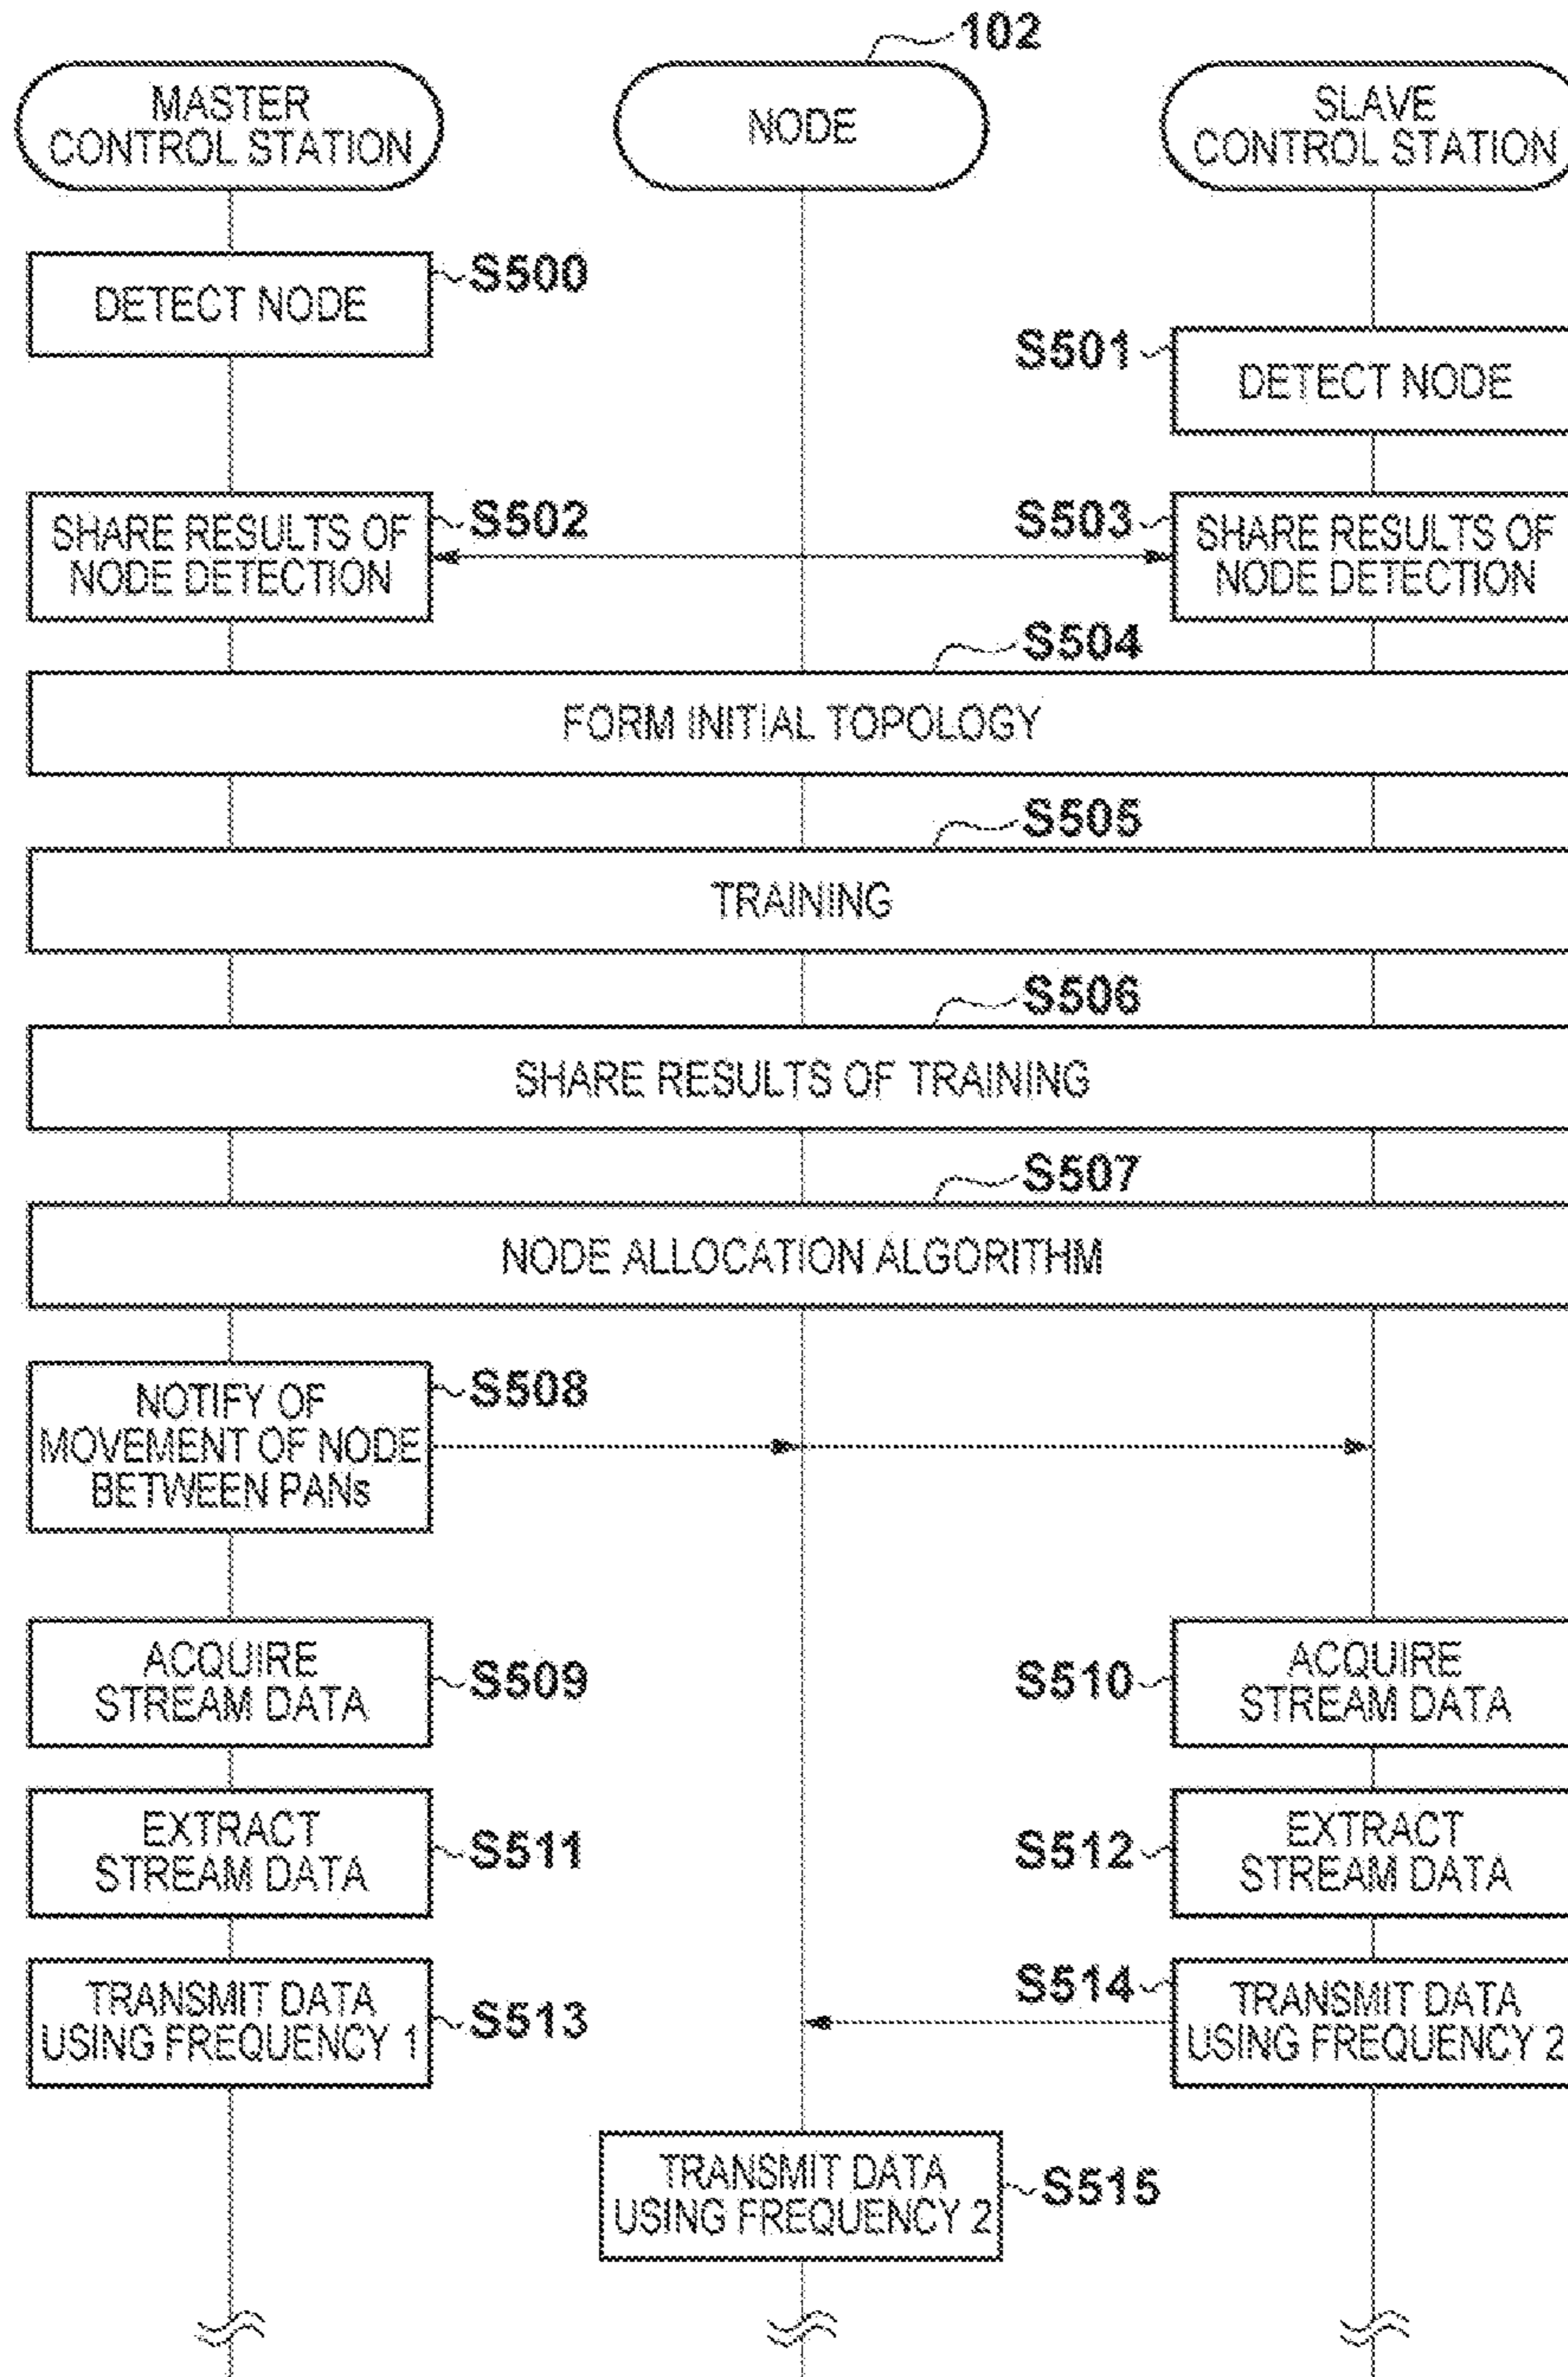 102
MASTER
CONTROL STATION
NODE
SLAVE
CONTROL STATION
S500
DETECT NODE
S501
DETECT NODE
S502
SHARE RESULTS OF
NODE DETECTION
S503
SHARE RESULTS OF
NODE DETECTION
S504
FORM INITIAL TOPOLOGY
S505
TRAINING
S506
SHARE RESULTS OF TRAINING
S507
NODE ALLOCATION ALGORITHM
NOTIFY OF
MOVEMENT OF NODE
BETWEEN PANs
S508
ACQUIRE
STREAM DATA
S509
S510
ACQUIRE
STREAM DATA
EXTRACT
STREAM DATA
S511
S512
EXTRACT
STREAM DATA
TRANSMIT DATA
USING FREQUENCY 1
S513
S514
TRANSMIT DATA
USING FREQUENCY 2
TRANSMIT DATA
USING FREQUENCY 2
S515